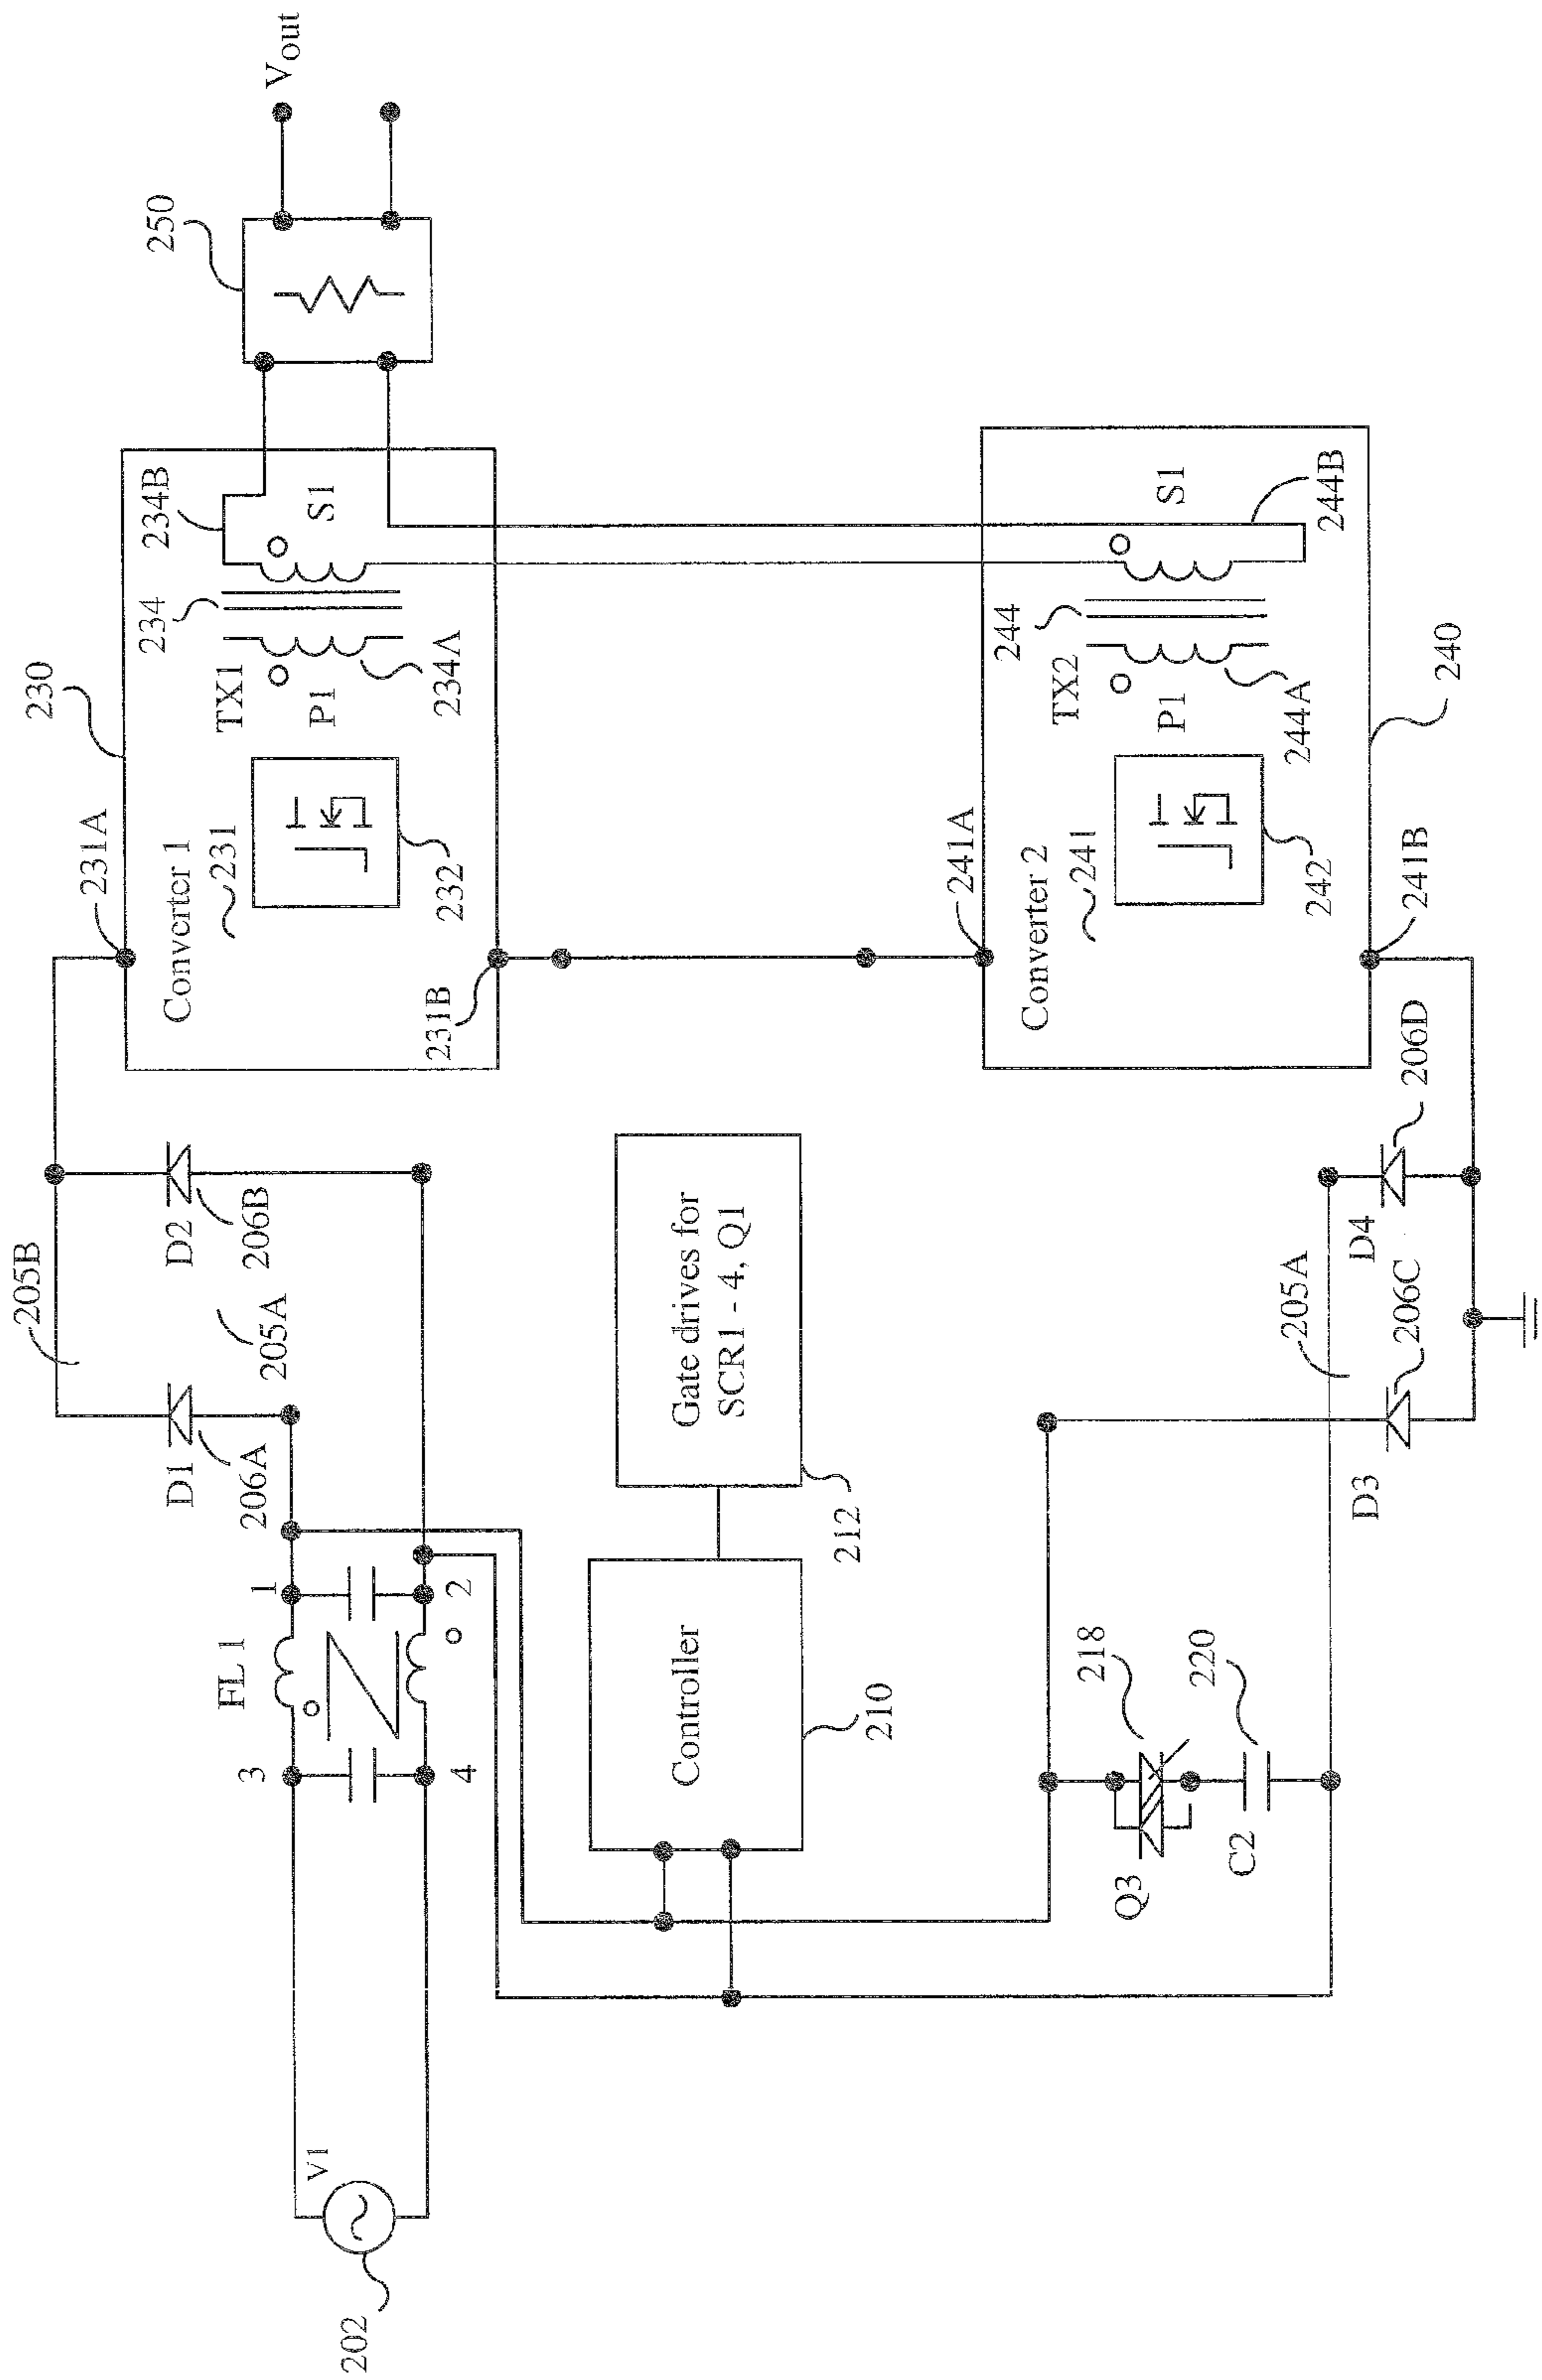 202
V1
3
4
FL 1
1
2
D1
206A
205B
205A
D2
206B
Controller
210
Gate drives for
SCR1 - 4, Q1
212
Q3
218
C2
220
D3
206C
205A
D4
206D
230
231A
Converter 1
231
232
231B
TX1
P1
234
234A
234B
S1
250
Vout
241A
Converter 2
241
242
241B
TX2
P1
244
244A
S1
244B
240